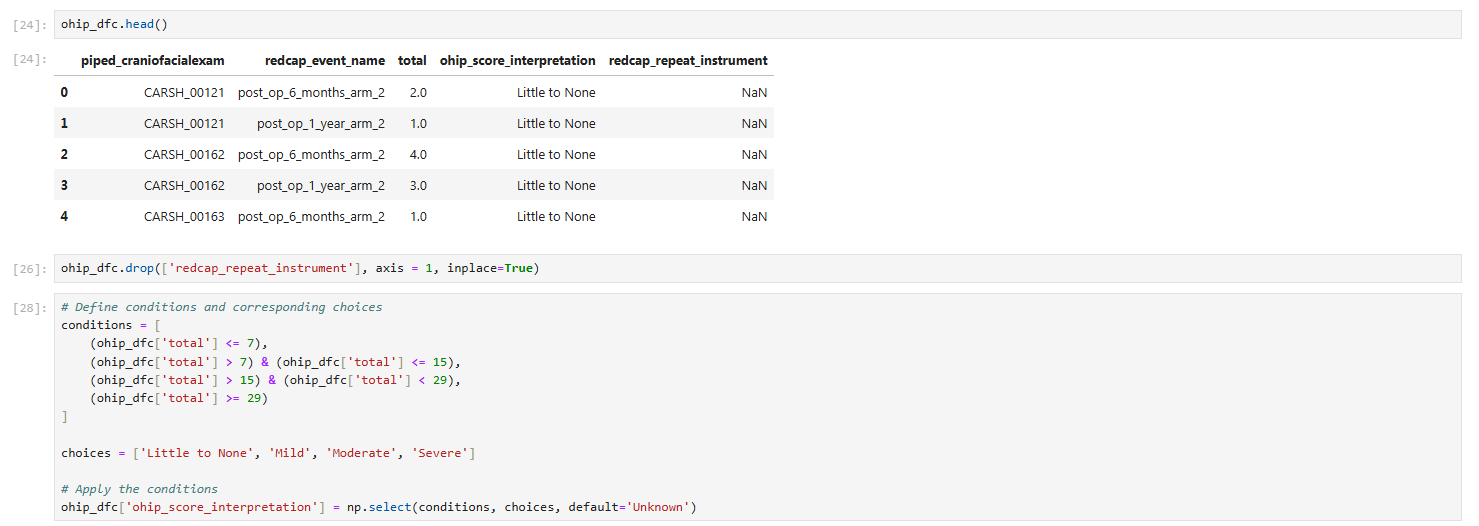 [24]: ohip_dfc.head()
[24]: piped_craniofacialexam redcap_event_name total ohip_score_interpretation redcap_repeat_instrument
0 CARSH_00121 post_op_6_months_arm_2 2.0 Little to None NaN
1 CARSH_00121 post_op_1_year_arm_2 1.0 Little to None NaN
2 CARSH_00162 post_op_6_months_arm_2 4.0 Little to None NaN
3 CARSH_00162 post_op_1_year_arm_2 3.0 Little to None NaN
4 CARSH_00163 post_op_6_months_arm_2 1.0 Little to None NaN
[26]: ohip_dfc.drop(['redcap_repeat_instrument'], axis = 1, inplace=True)
[28]: # Define conditions and corresponding choices
conditions = [
    (ohip_dfc['total'] <= 7),
    (ohip_dfc['total'] > 7) & (ohip_dfc['total'] <= 15),
    (ohip_dfc['total'] > 15) & (ohip_dfc['total'] < 29),
    (ohip_dfc['total'] >= 29)
]
choices = ['Little to None', 'Mild', 'Moderate', 'Severe']
# Apply the conditions
ohip_dfc['ohip_score_interpretation'] = np.select(conditions, choices, default='Unknown')